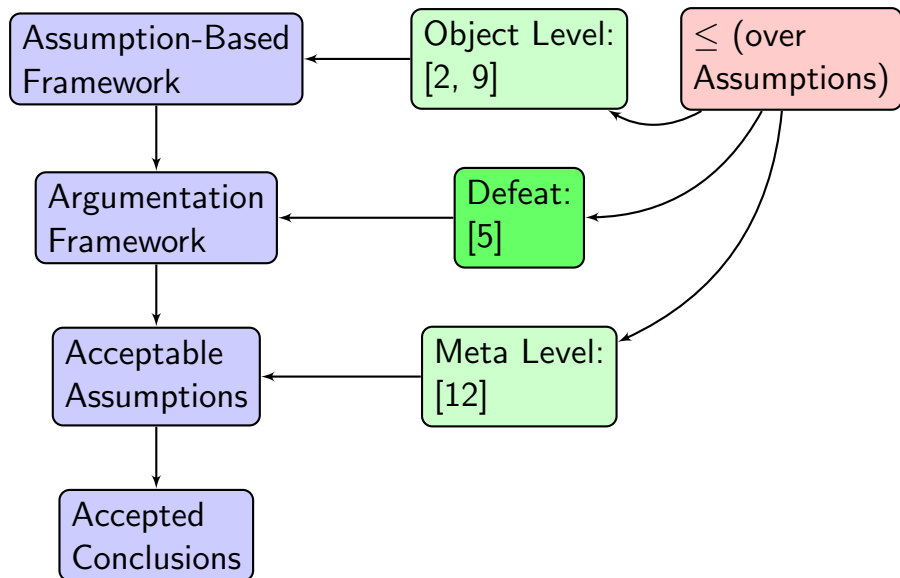 Assumption-Based
Framework
Object Level:
[2, 9]
≤ (over
Assumptions)
Argumentation
Framework
Defeat:
[5]
Acceptable
Assumptions
Meta Level:
[12]
Accepted
Conclusions